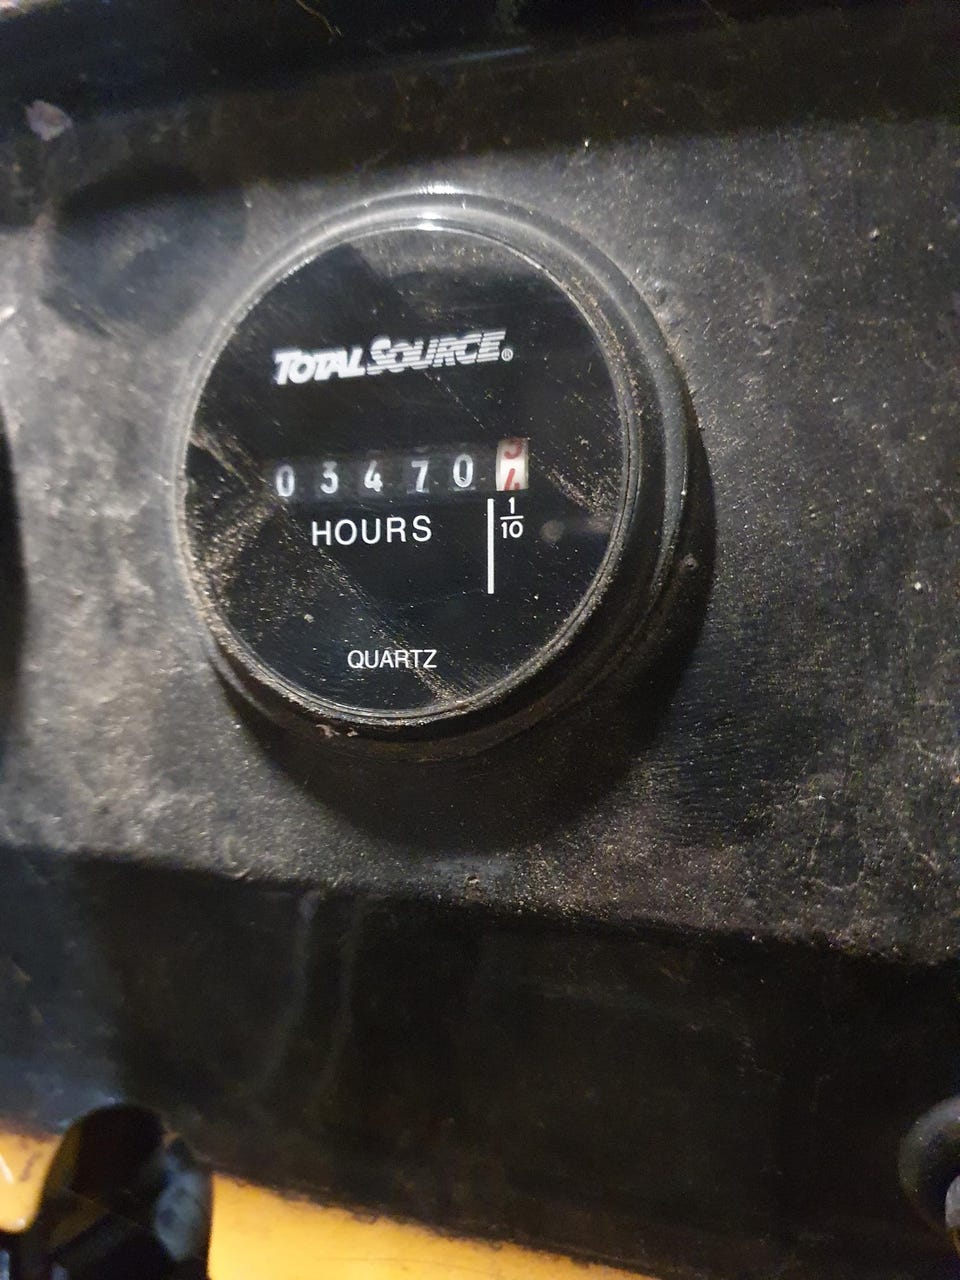 TOTALSOURCE®
03470
HOURS
1/10
QUARTZ